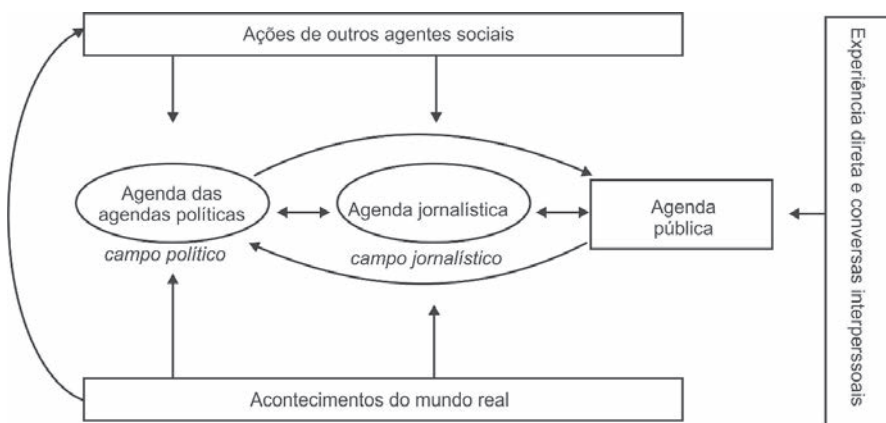 Ações de outros agentes sociais
Agenda das
agendas políticas
campo político
Agenda jornalística
campo jornalístico
Agenda
pública
Experiência direta e conversas interperssoais
Acontecimentos do mundo real